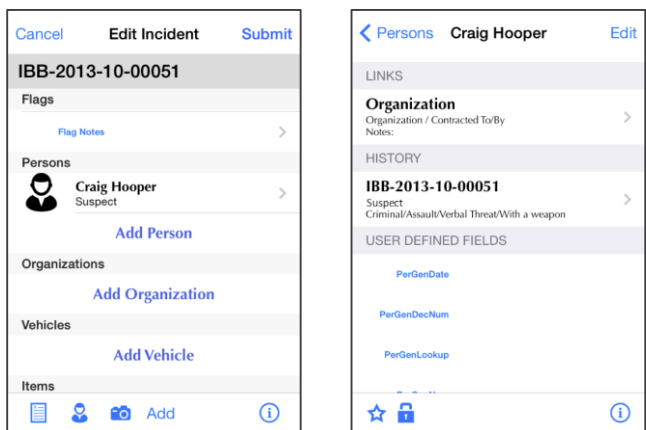 Cancel Edit Incident Submit
IBB-2013-10-00051
Flags
Flag Notes
Persons
Craig Hooper
Suspect
Add Person
Organizations
Add Organization
Vehicles
Add Vehicle
Items
Add
Persons Craig Hooper Edit
LINKS
Organization
Organization / Contracted To/By
Notes:
HISTORY
IBB-2013-10-00051
Suspect
Criminal/Assault/Verbal Threat/With a weapon
USER DEFINED FIELDS
PerGenDate
PerGenDecNum
PerGenLookup